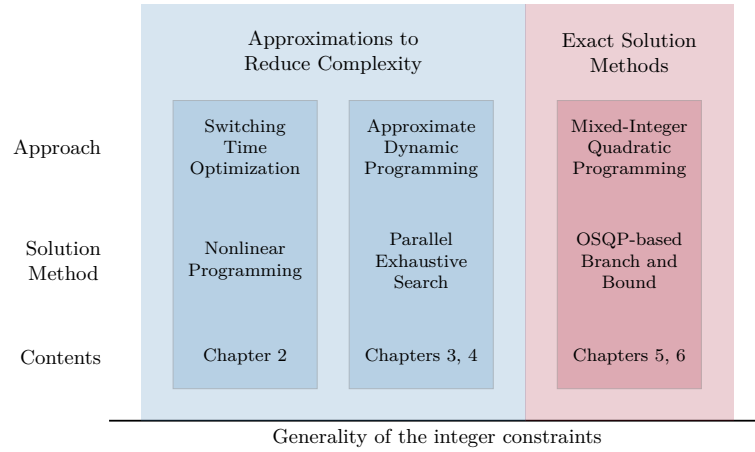 Approximations to
Reduce Complexity
Exact Solution
Methods
Approach
Switching
Time
Optimization
Approximate
Dynamic
Programming
Mixed-Integer
Quadratic
Programming
Solution
Method
Nonlinear
Programming
Parallel
Exhaustive
Search
OSQP-based
Branch and
Bound
Contents
Chapter 2
Chapters 3, 4
Chapters 5, 6
Generality of the integer constraints